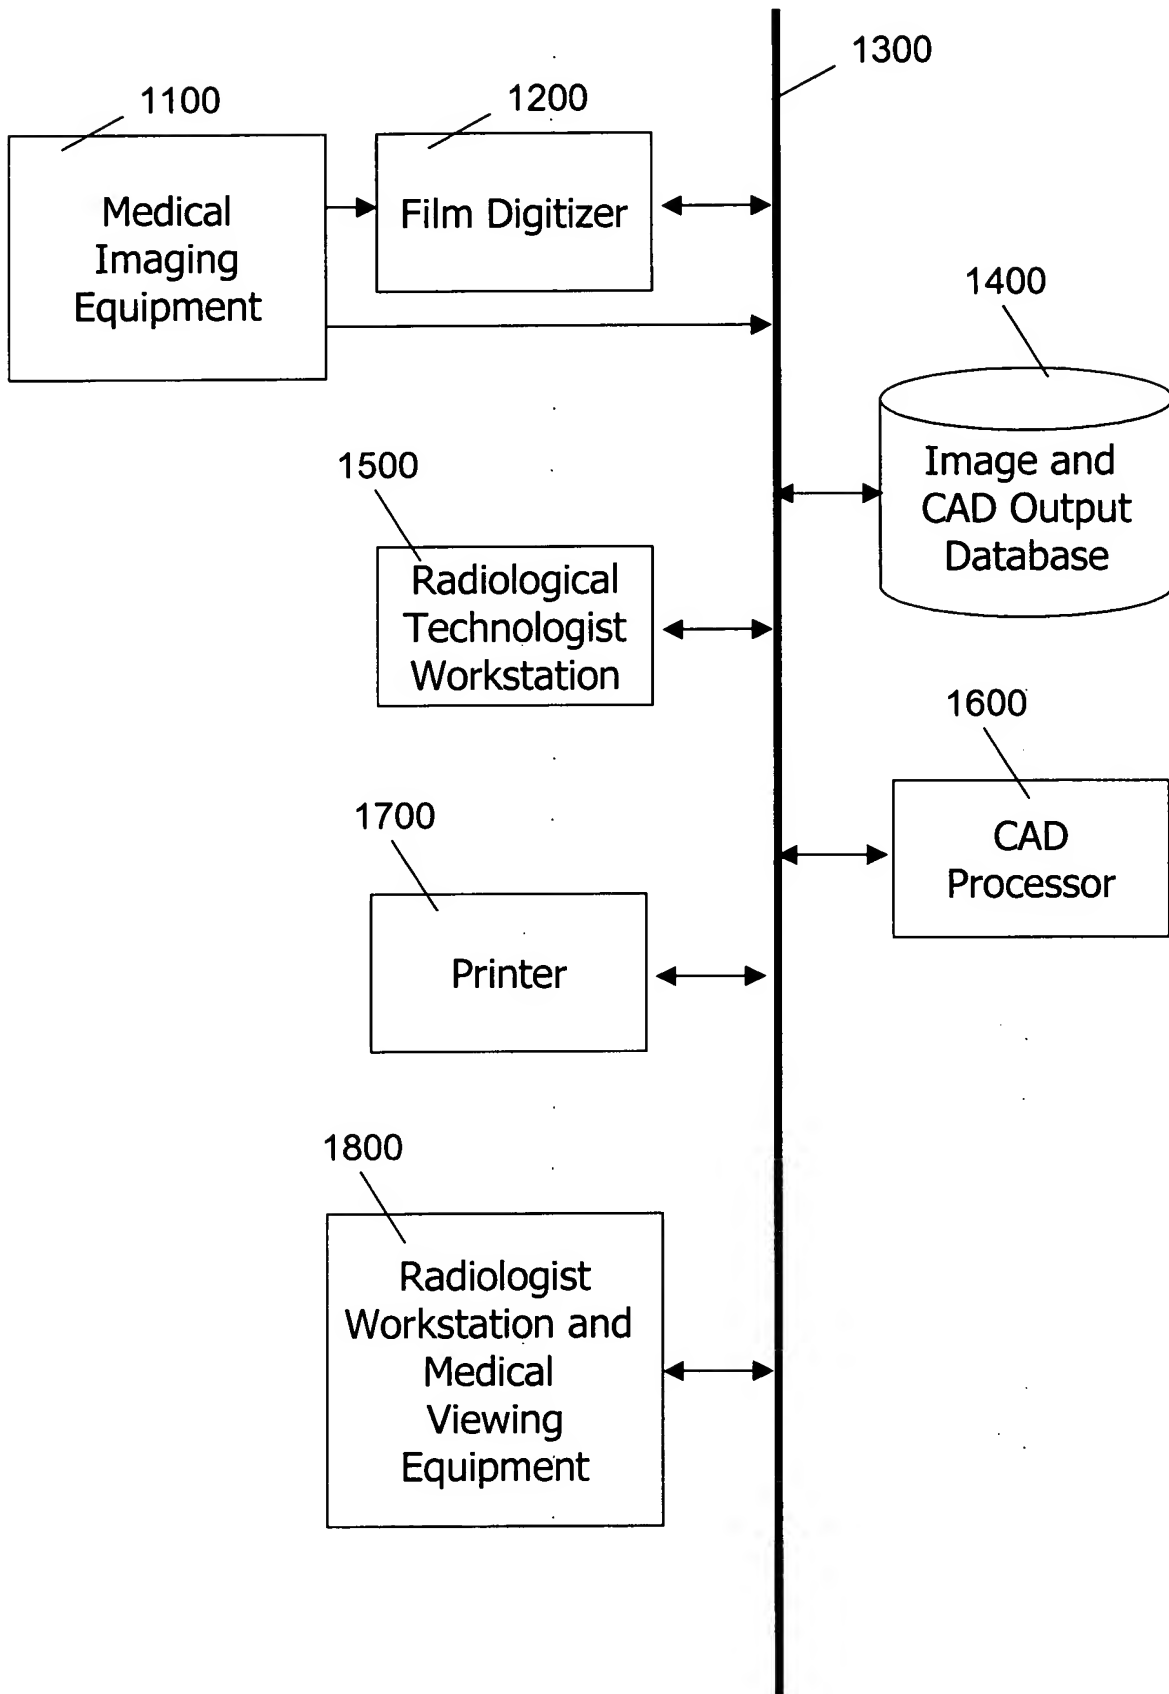 1300
1100
1200
Medical
Imaging
Equipment
Film Digitizer
1400
Image and
CAD Output
Database
1500
Radiological
Technologist
Workstation
1600
CAD
Processor
1700
Printer
1800
Radiologist
Workstation and
Medical
Viewing
Equipment